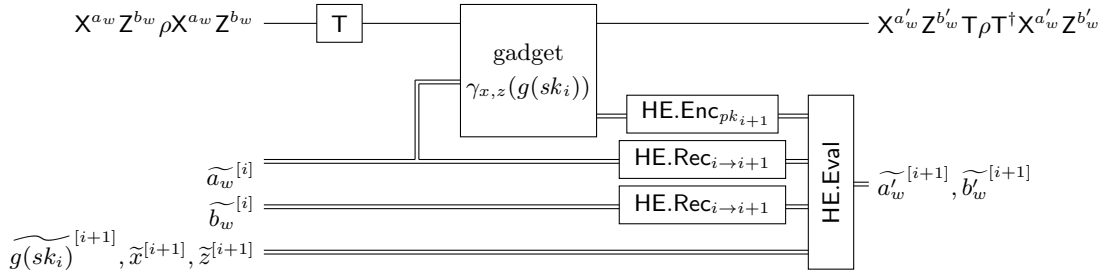 X^{a_w} Z^{b_w} ρ X^{a_w} Z^{b_w}
T
gadget
γ_{x,z}(g(sk_i))
X^{a'_w} Z^{b'_w} T ρ T^† X^{a'_w} Z^{b'_w}
HE.Enc_{pk_{i+1}}
\widetilde{a_w}^{[i]}
HE.Rec_{i→i+1}
HE.Eval
\widetilde{a'_w}^{[i+1]}, \widetilde{b'_w}^{[i+1]}
\widetilde{b_w}^{[i]}
HE.Rec_{i→i+1}
\widetilde{g(sk_i)}^{[i+1]}, \widetilde{x}^{[i+1]}, \widetilde{z}^{[i+1]}